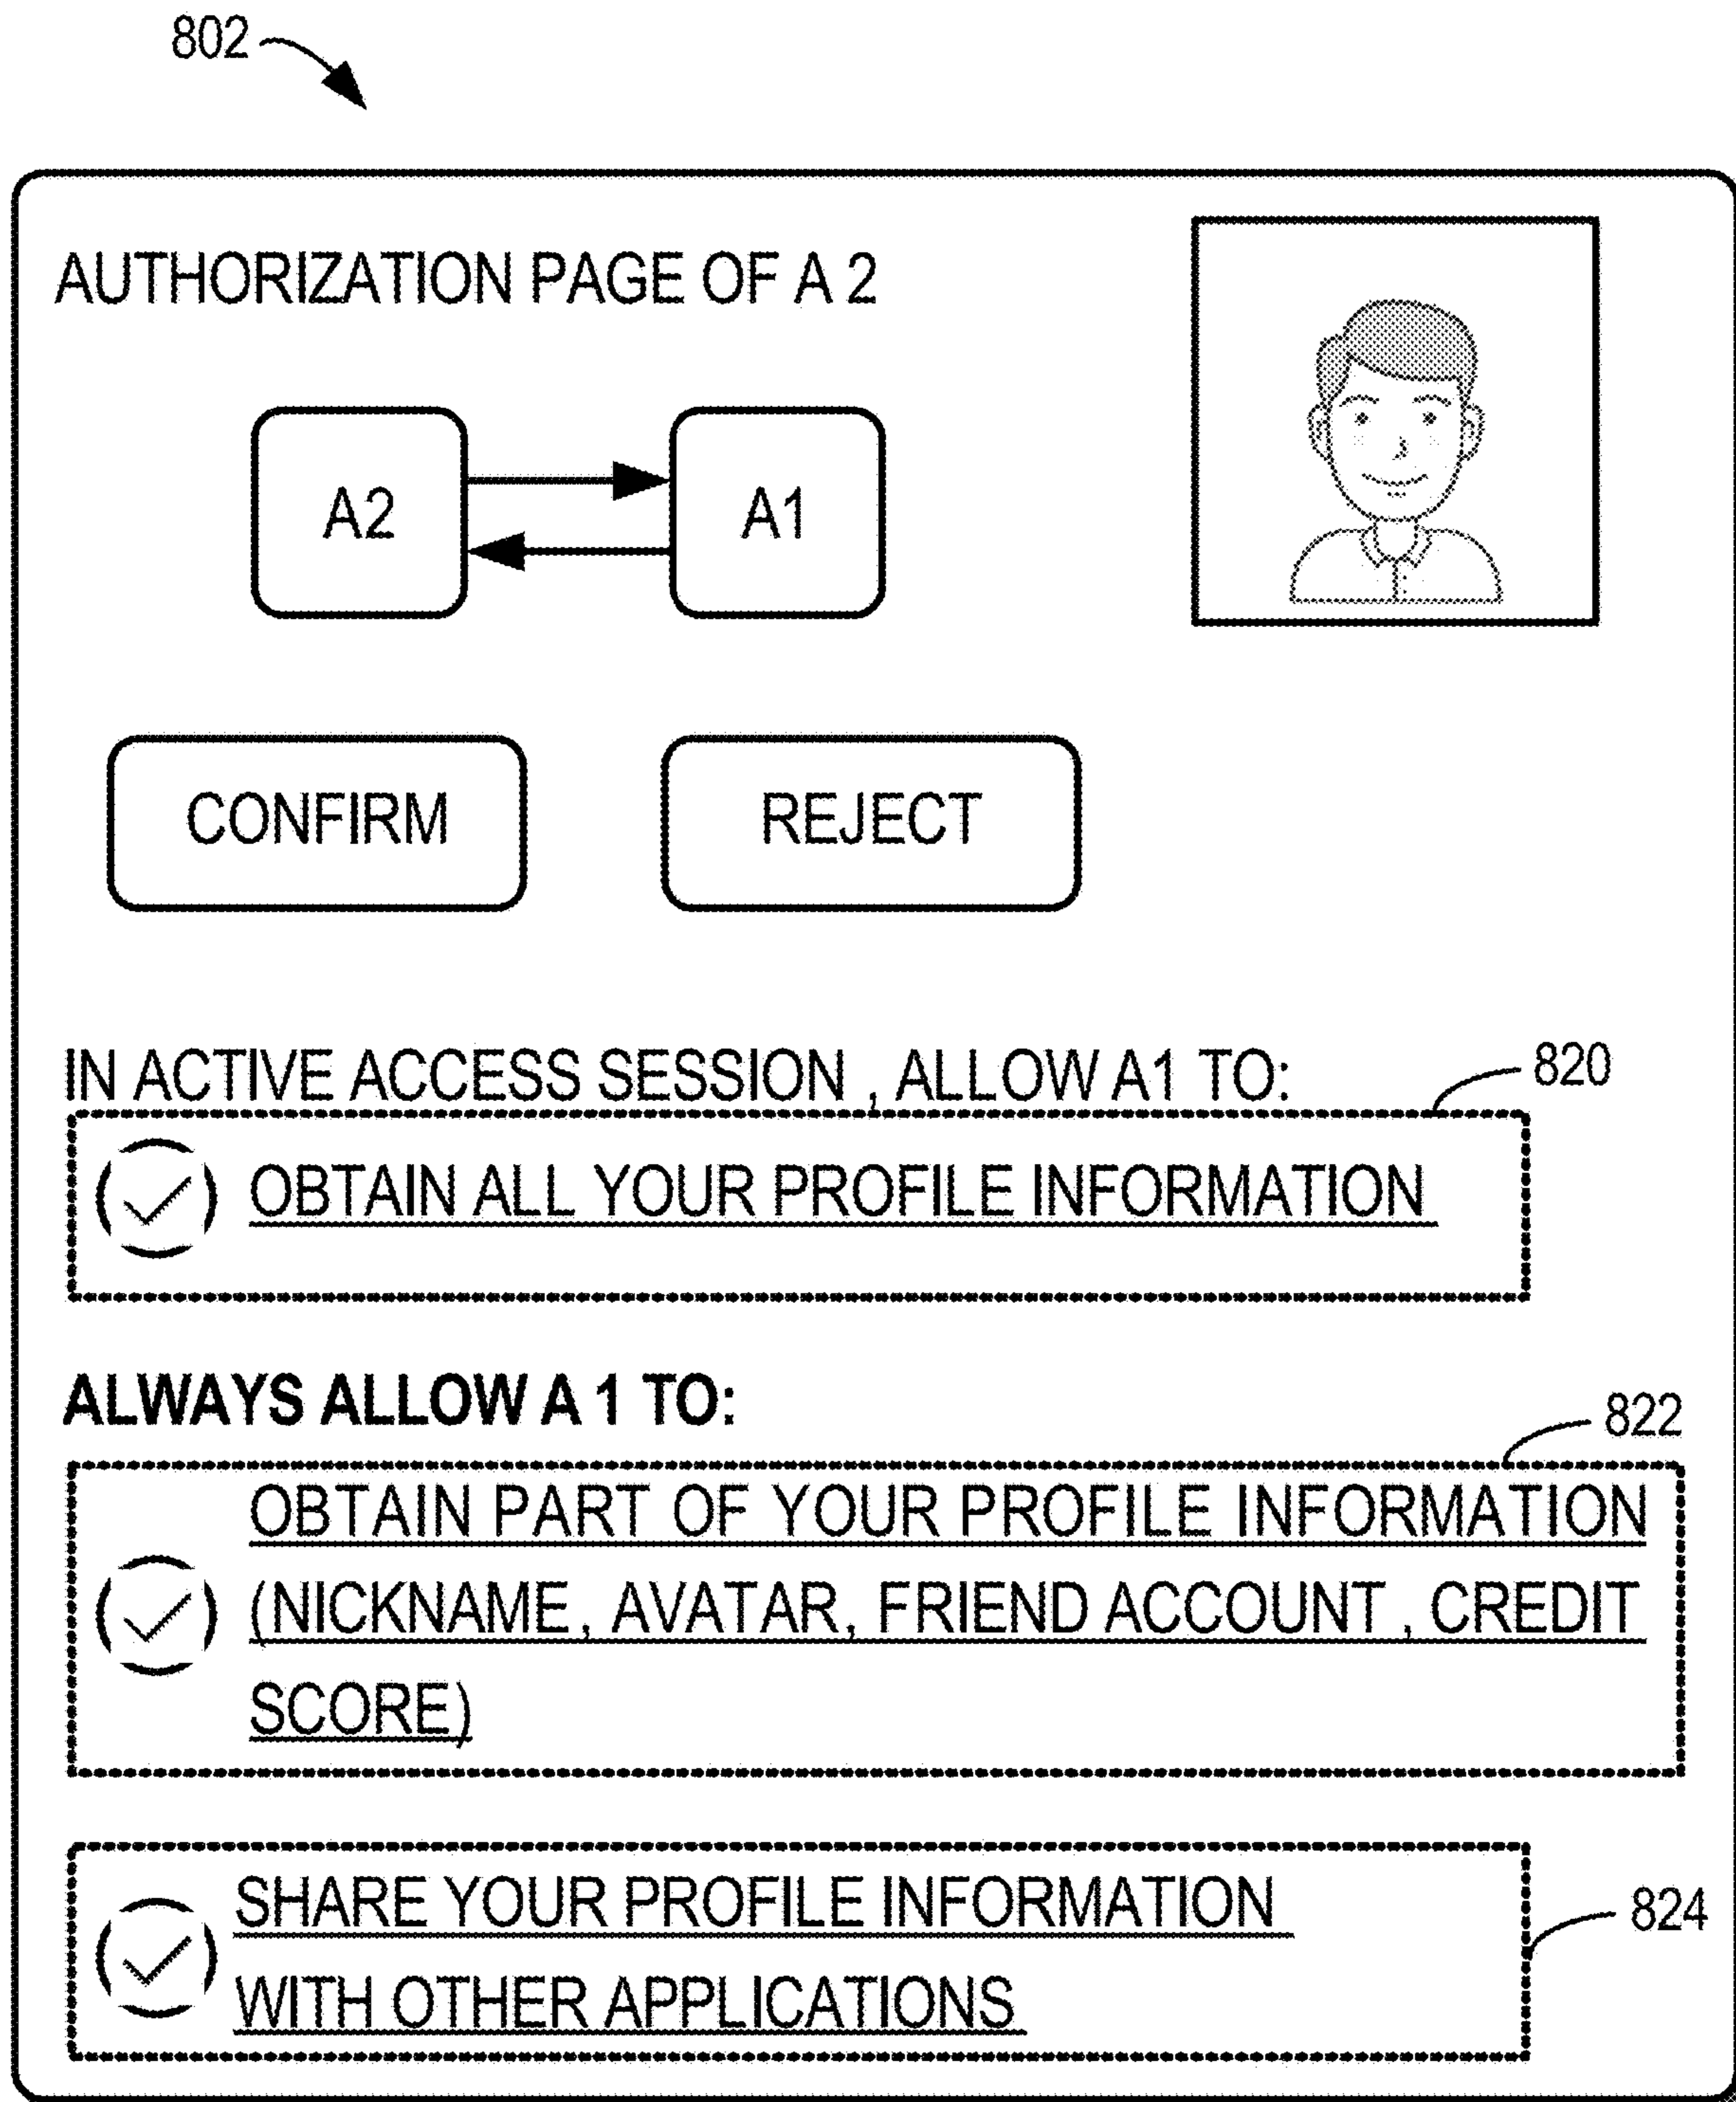 802
AUTHORIZATION PAGE OF A 2
A2
A1
CONFIRM
REJECT
IN ACTIVE ACCESS SESSION , ALLOW A1 TO:
820
OBTAIN ALL YOUR PROFILE INFORMATION
ALWAYS ALLOW A 1 TO:
822
OBTAIN PART OF YOUR PROFILE INFORMATION
(NICKNAME, AVATAR, FRIEND ACCOUNT , CREDIT
SCORE)
SHARE YOUR PROFILE INFORMATION
824
WITH OTHER APPLICATIONS